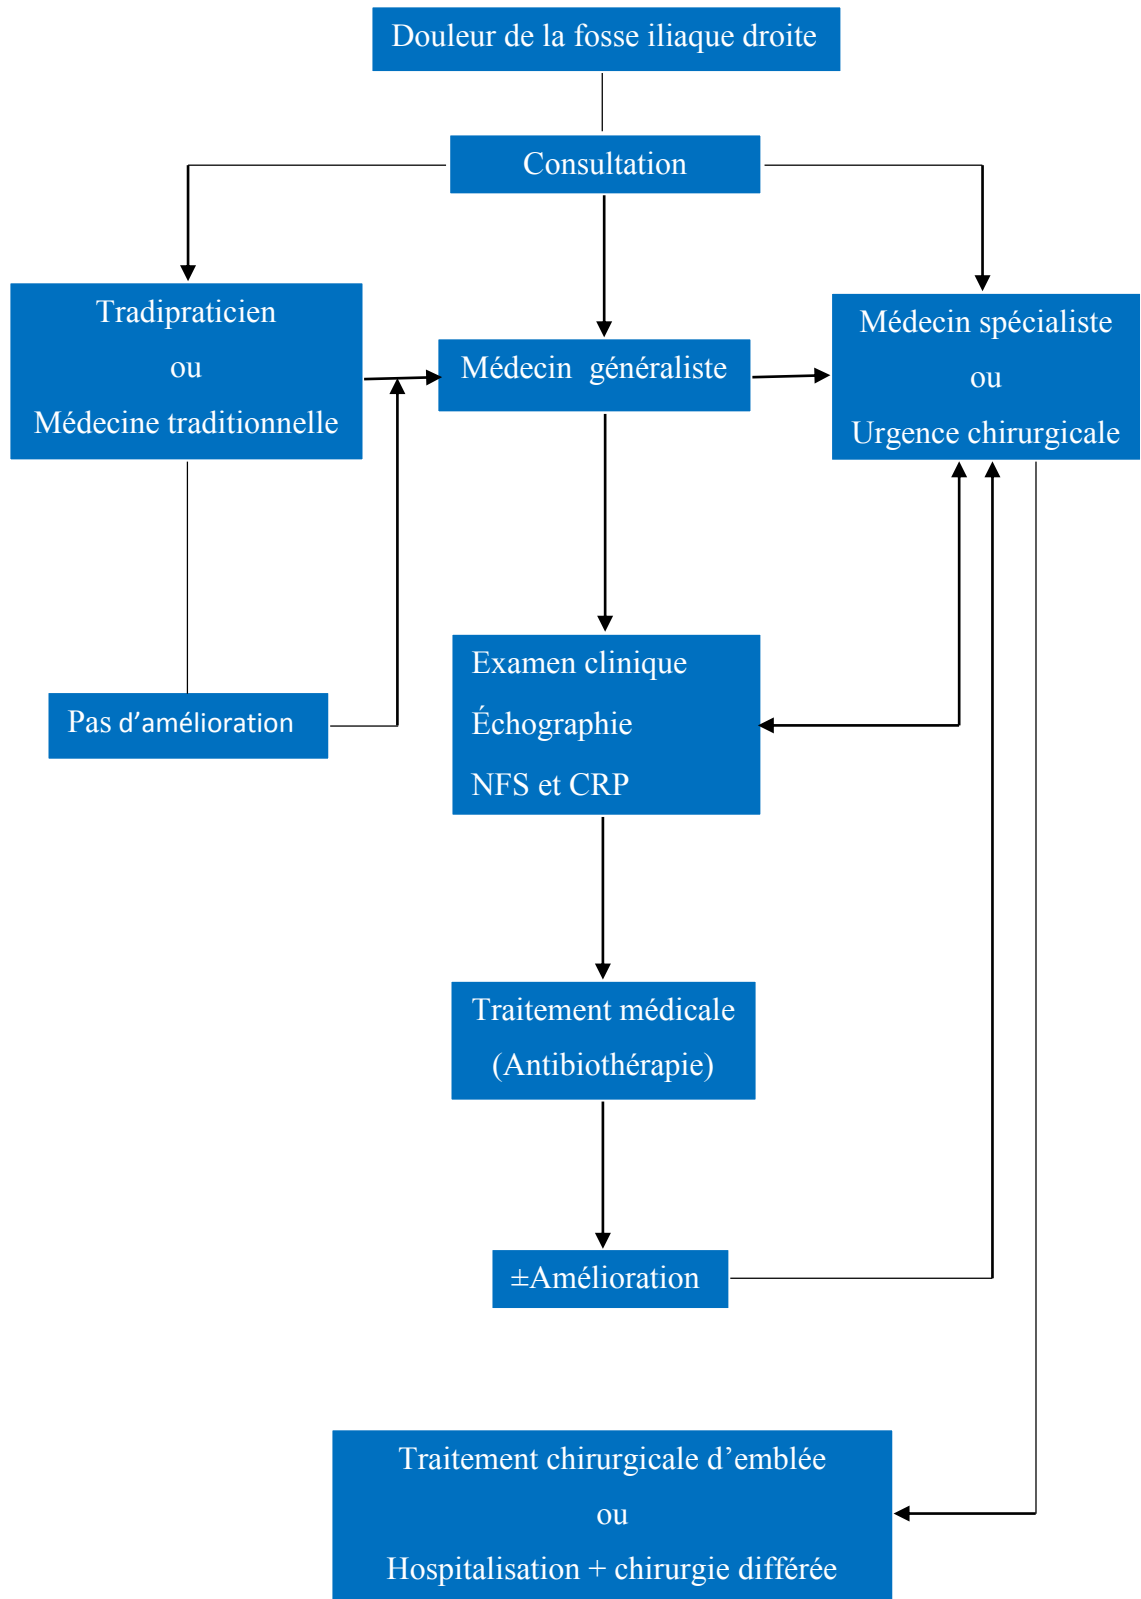 Douleur de la fosse iliaque droite
Consultation
Tradipraticien
ou
Médecine traditionnelle
Médecin  généraliste
Médecin spécialiste
ou
Urgence chirurgicale
Pas d’amélioration
Examen clinique
Échographie
NFS et CRP
Traitement médicale
(Antibiothérapie)
±Amélioration
Traitement chirurgicale d’emblée
ou
Hospitalisation + chirurgie différée